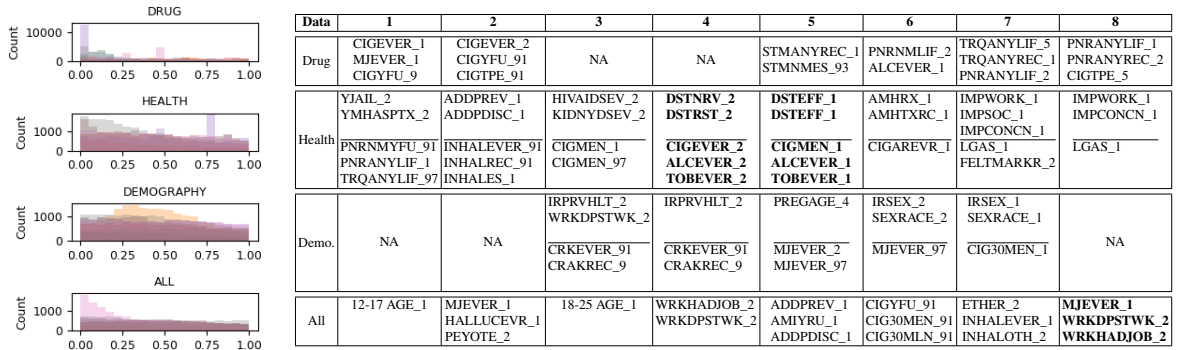 DRUG
Count
10000
0
0.00 0.25 0.50 0.75 1.00
HEALTH
Count
1000
0
0.00 0.25 0.50 0.75 1.00
DEMOGRAPHY
Count
1000
0
0.00 0.25 0.50 0.75 1.00
ALL
Count
1000
0
0.00 0.25 0.50 0.75 1.00
Data 1 2 3 4 5 6 7 8
CIGEVER_1 CIGEVER_2 TRQANYLIF_5 PNRANYLIF_1
Drug MJEVER_1 CIGYFU_91 NA NA STMANYREC_1 PNRNMLIF_2 TRQANYREC_1 PNRANYREC_2
CIGYFU_9 CIGTPE_91 STMNMES_93 ALCEVER_1 PNRANYLIF_2 CIGTPE_5
YJAIL_2 ADDPREV_1 HIVAIDSEV_2 DSTNRV_2 DSTEFF_1 AMHRX_1 IMPWORK_1 IMPWORK_1
YMHASPTX_2 ADDPDISC_1 KIDNYDSEV_2 DSTRST_2 DSTEFF_1 AMHTXRC_1 IMPSOC_1 IMPCONCN_1
IMPCONCN_1
Health PNRNMYFU_91 INHALEVER_91 CIGMEN_1 CIGEVER_2 CIGMEN_1 CIGAREVR_1 LGAS_1 LGAS_1
PNRANYLIF_1 INHALREC_91 CIGMEN_97 ALCEVER_2 ALCEVER_1 FELTMARKR_2
TRQANYLIF_97 INHALES_1 TOBEVER_2 TOBEVER_1
IRPRVHLT_2 IRPRVHLT_2 PREGAGE_4 IRSEX_2 IRSEX_1
WRKDPSTWK_2 SEXRACE_2 SEXRACE_1
Demo. NA NA CRKEVER_91 CRKEVER_91 MJEVER_2 MJEVER_97 CIG30MEN_1 NA
CRAKREC_9 CRAKREC_9 MJEVER_97
12-17 AGE_1 MJEVER_1 18-25 AGE_1 WRKHADJOB_2 ADDPREV_1 CIGYFU_91 ETHER_2 MJEVER_1
All HALLUCEVR_1 WRKDPSTWK_2 AMIYRU_1 CIG30MEN_91 INHALEVER_1 WRKDPSTWK_2
PEYOTE_2 ADDPDISC_1 CIG30MLN_91 INHALOTH_2 WRKHADJOB_2